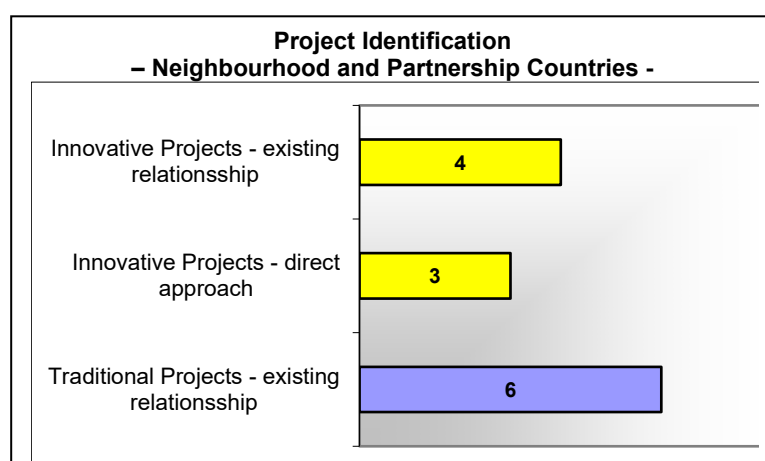 Project Identification
– Neighbourhood and Partnership Countries -
Innovative Projects - existing
relationsship
4
Innovative Projects - direct
approach
3
Traditional Projects - existing
relationsship
6